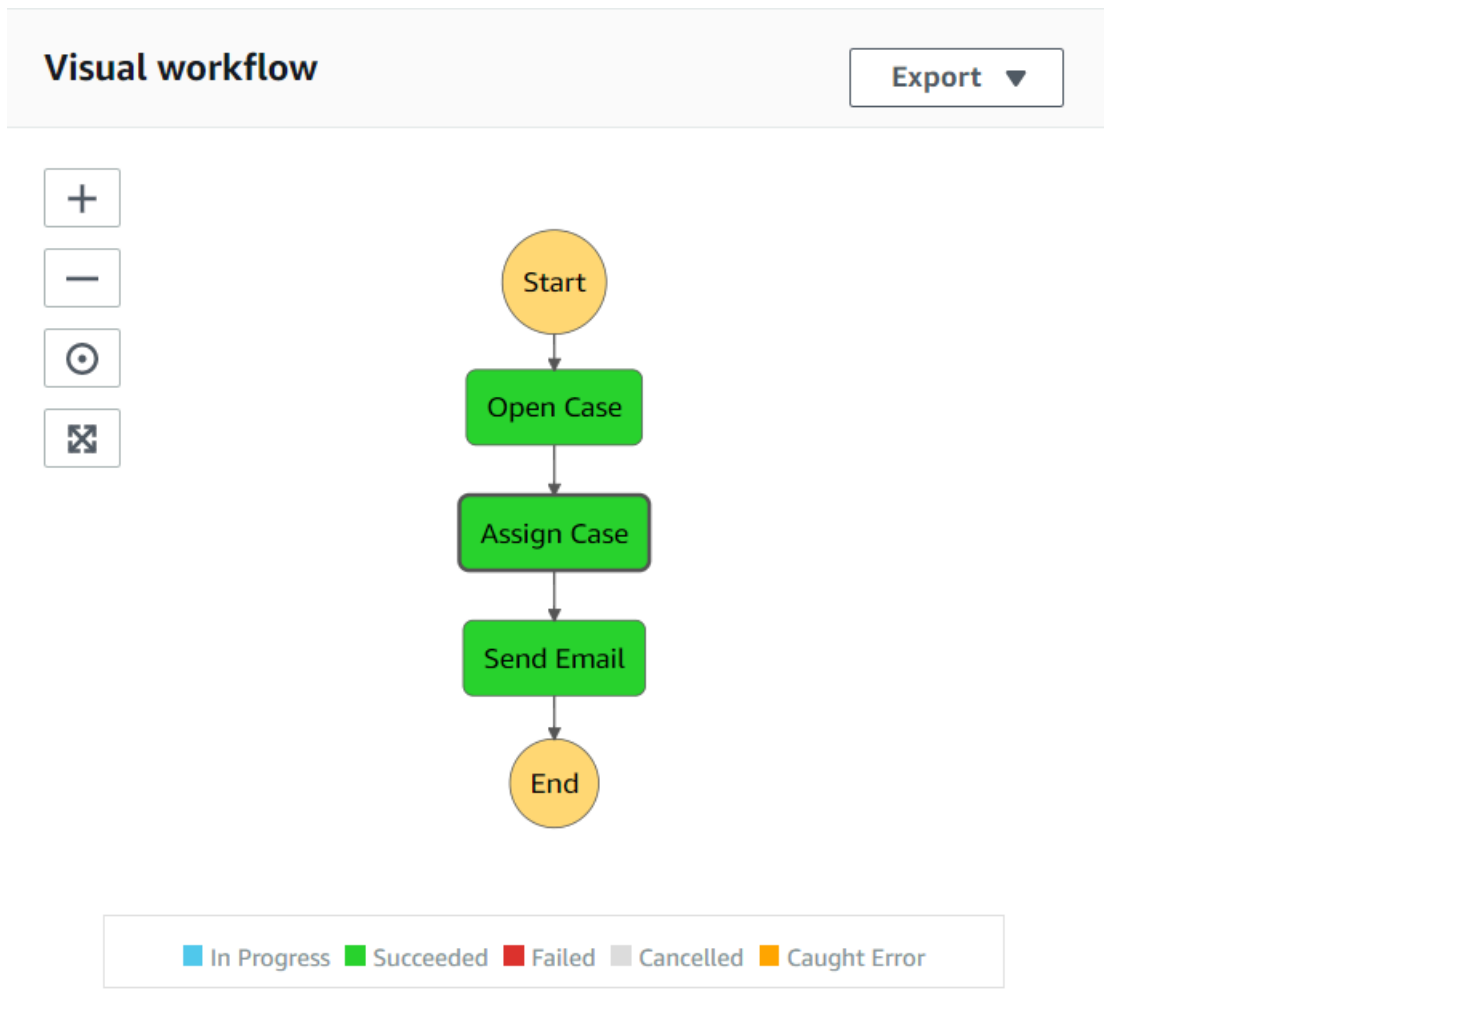 Visual workflow
Export
Start
Open Case
Assign Case
Send Email
End
In Progress Succeeded Failed Cancelled Caught Error